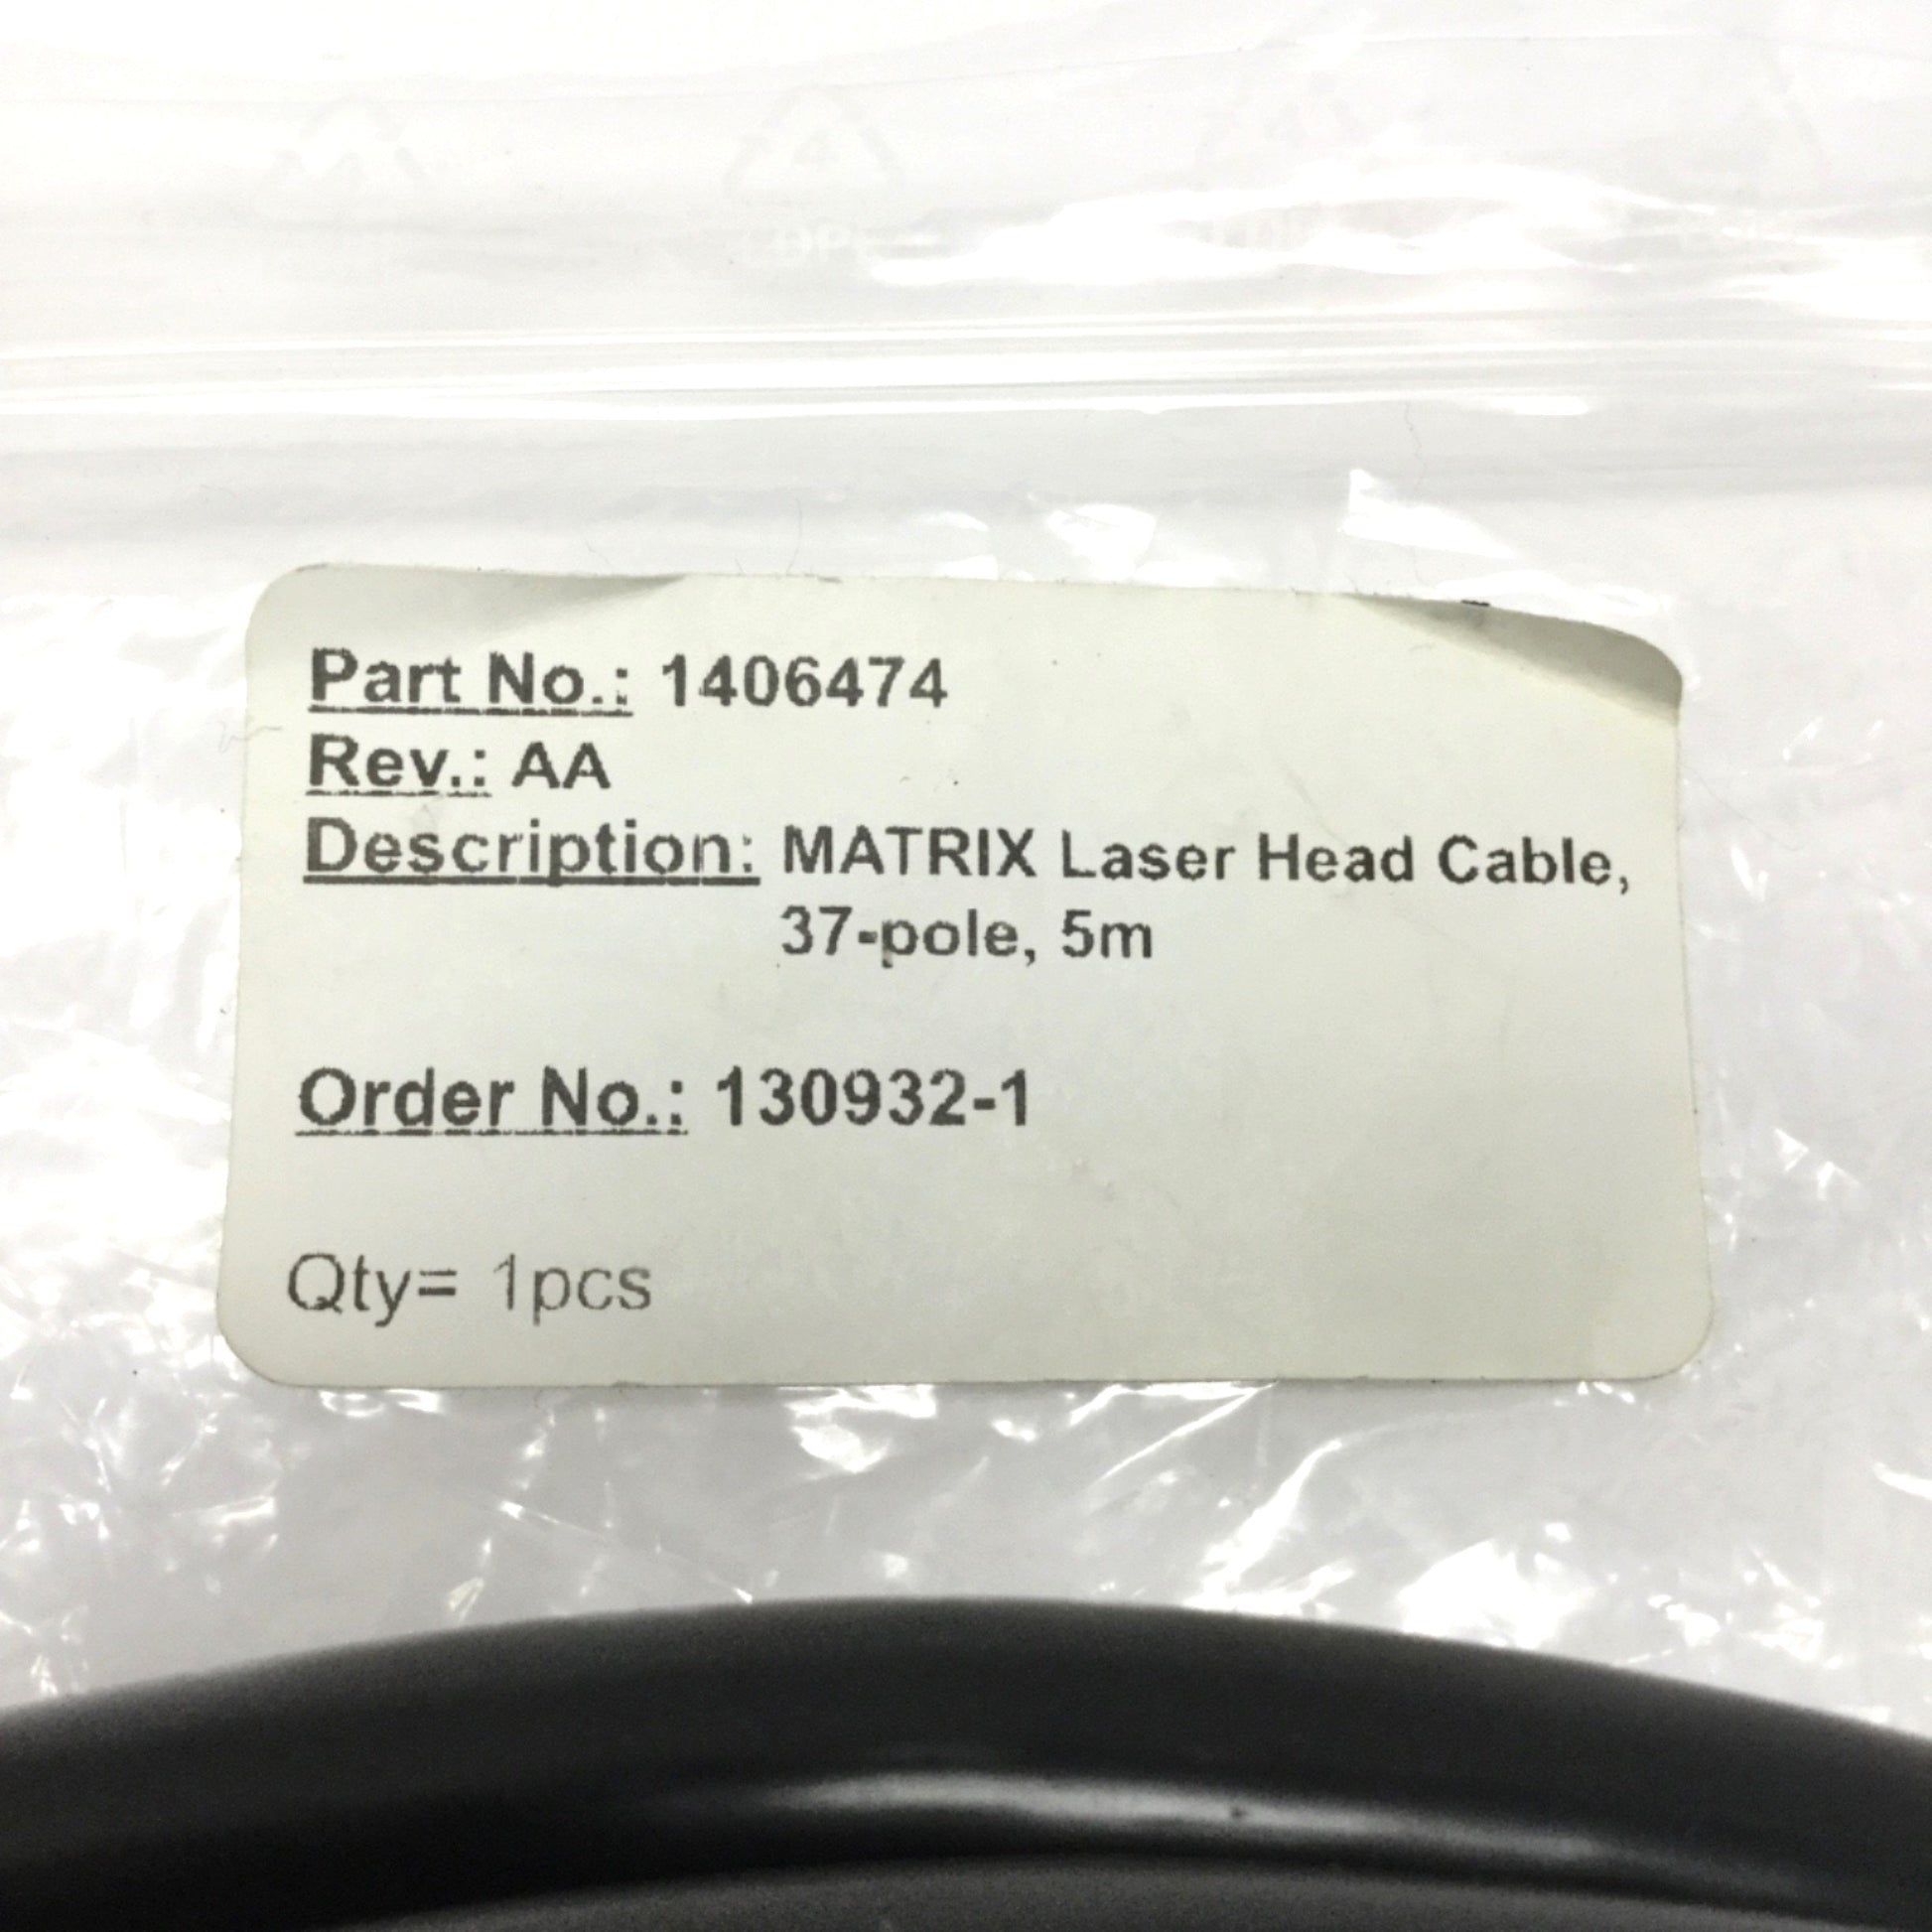 Part No.: 1406474
Rev.: AA
Description: MATRIX Laser Head Cable,
37-pole, 5m
Order No.: 130932-1
Qty= 1pcs